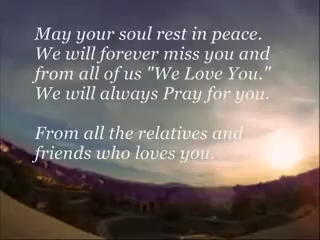 May your soul rest in peace.
We will forever miss you and
from all of us "We Love You."
We will always Pray for you.
From all the relatives and
friends who loves you.